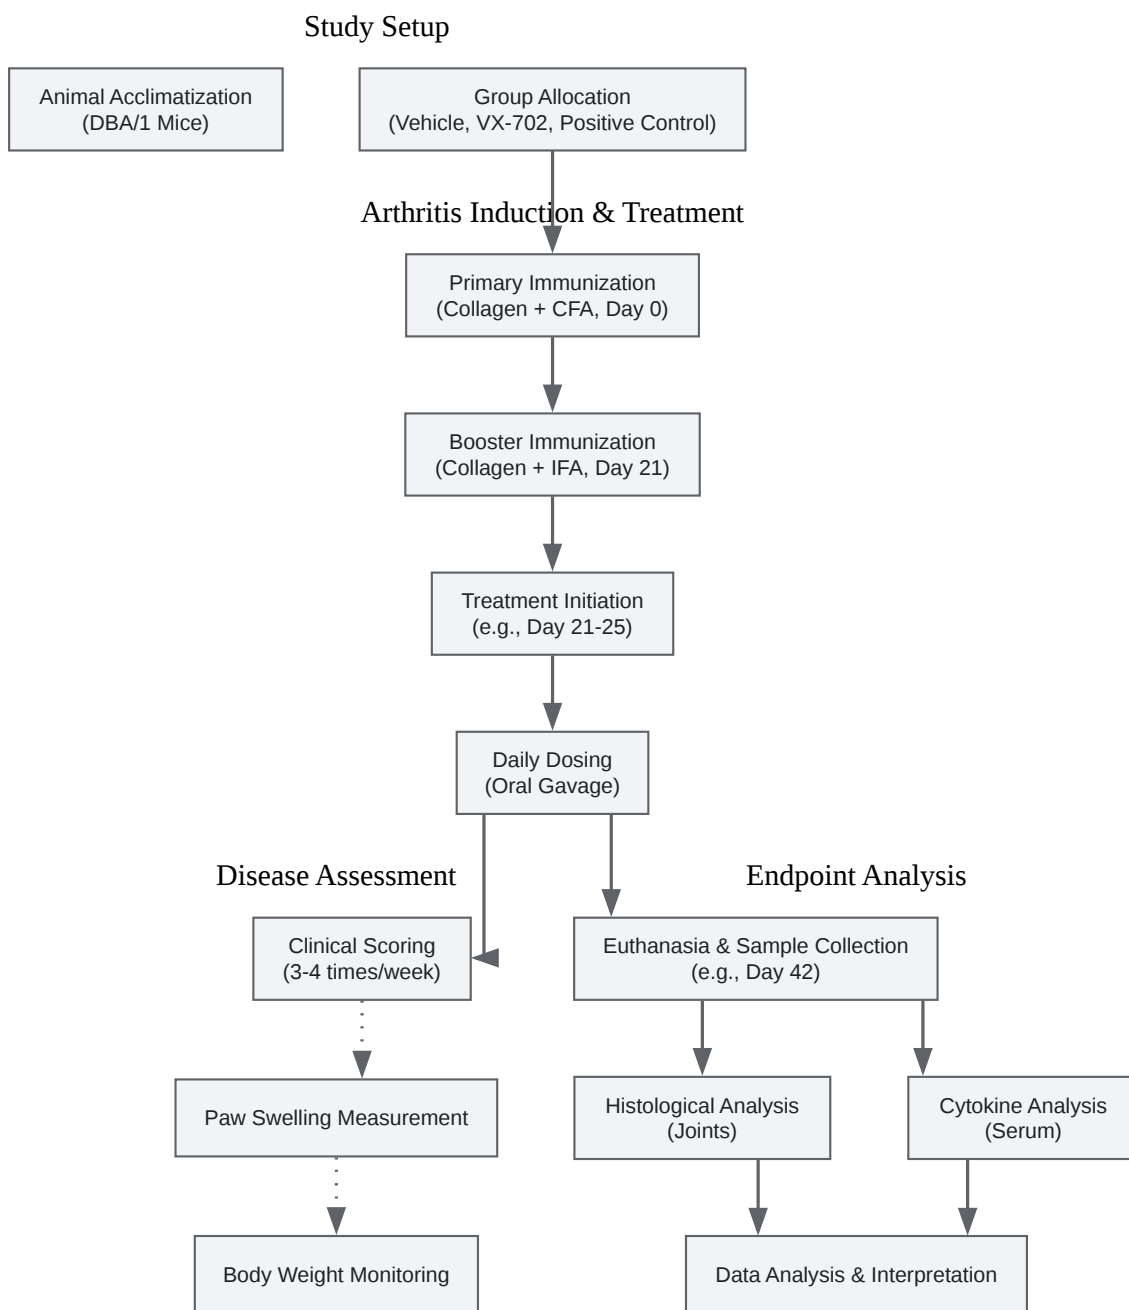 Study Setup
Animal Acclimatization
(DBA/1 Mice)
Group Allocation
(Vehicle, VX-702, Positive Control)
Arthritis Induction & Treatment
Primary Immunization
(Collagen + CFA, Day 0)
Booster Immunization
(Collagen + IFA, Day 21)
Treatment Initiation
(e.g., Day 21-25)
Daily Dosing
(Oral Gavage)
Disease Assessment
Clinical Scoring
(3-4 times/week)
Paw Swelling Measurement
Body Weight Monitoring
Endpoint Analysis
Euthanasia & Sample Collection
(e.g., Day 42)
Histological Analysis
(Joints)
Cytokine Analysis
(Serum)
Data Analysis & Interpretation